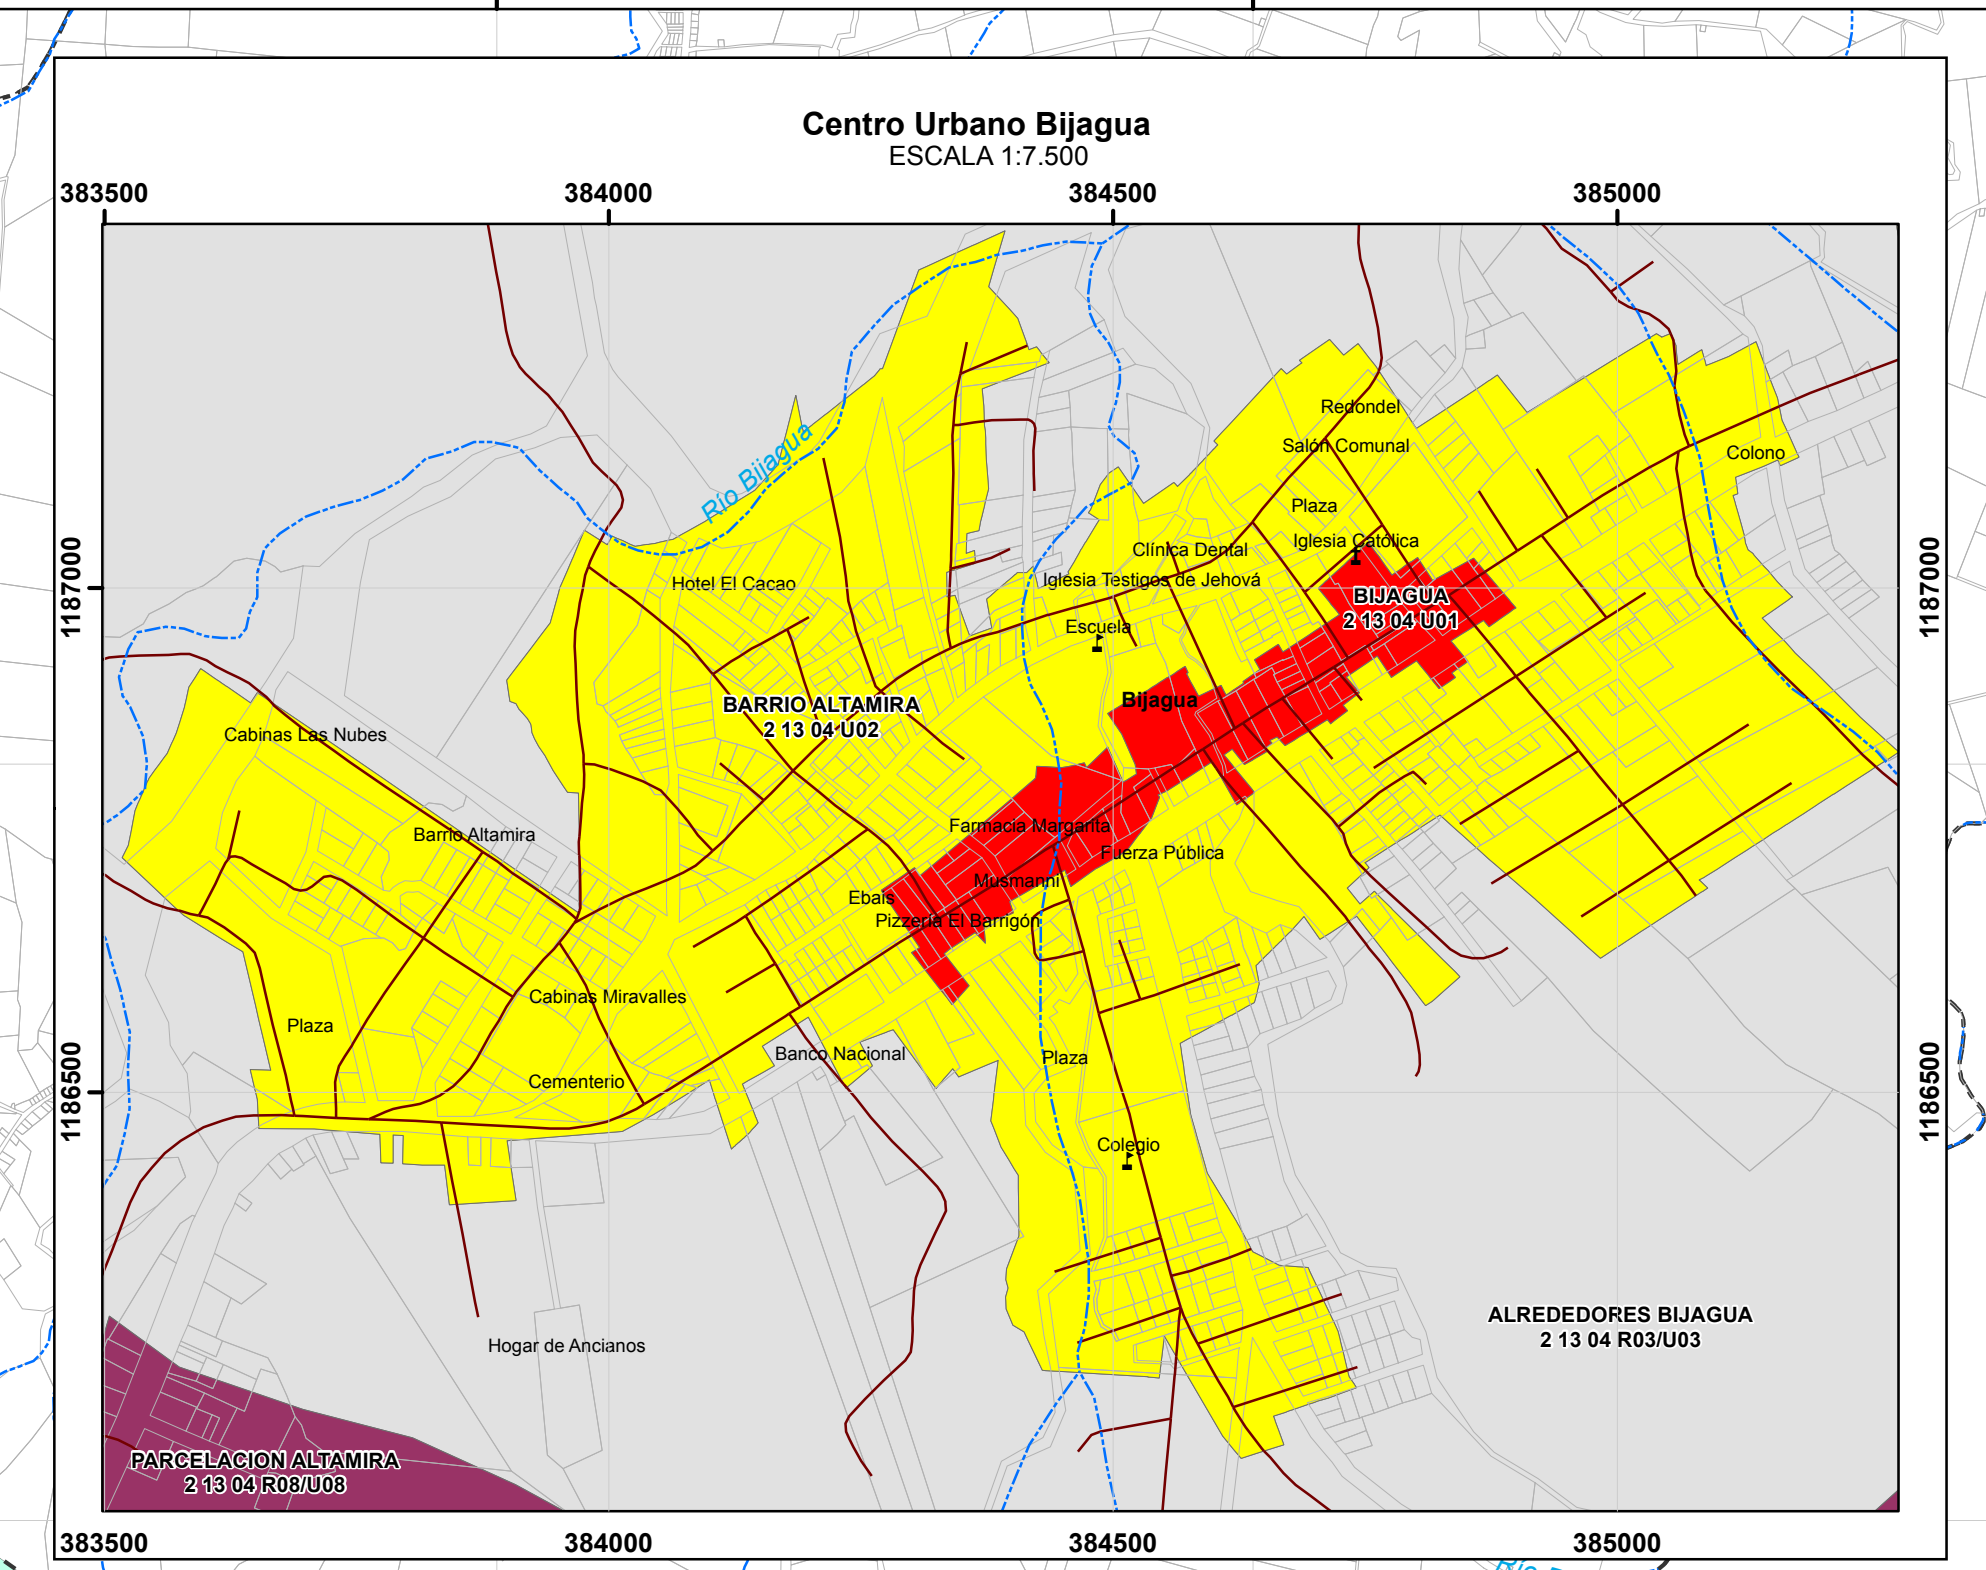 Centro Urbano Bijagua
ESCALA 1:7.500
383500
384000
384500
385000
Redondel
Salón Comunal
Colono
Río Bijagua
Plaza
Iglesia Católica
Clínica Dental
1187000
Hotel El Cacao
Iglesia Testigos de Jehová
1187000
BIJAGUA
2 13 04 U01
Escuela
Bijagua
BARRIO ALTAMIRA
2 13 04 U02
Cabinas Las Nubes
Barrio Altamira
Farmacia Margarita
Fuerza Pública
Musmanni
Ebais
Pizzería El Barrigón
Cabinas Miravalles
Plaza
Banco Nacional
Plaza
Cementerio
1186500
1186500
Colegio
ALREDEDORES BIJAGUA
2 13 04 R03/U03
Hogar de Ancianos
PARCELACION ALTAMIRA
2 13 04 R08/U08
383500
384000
384500
385000